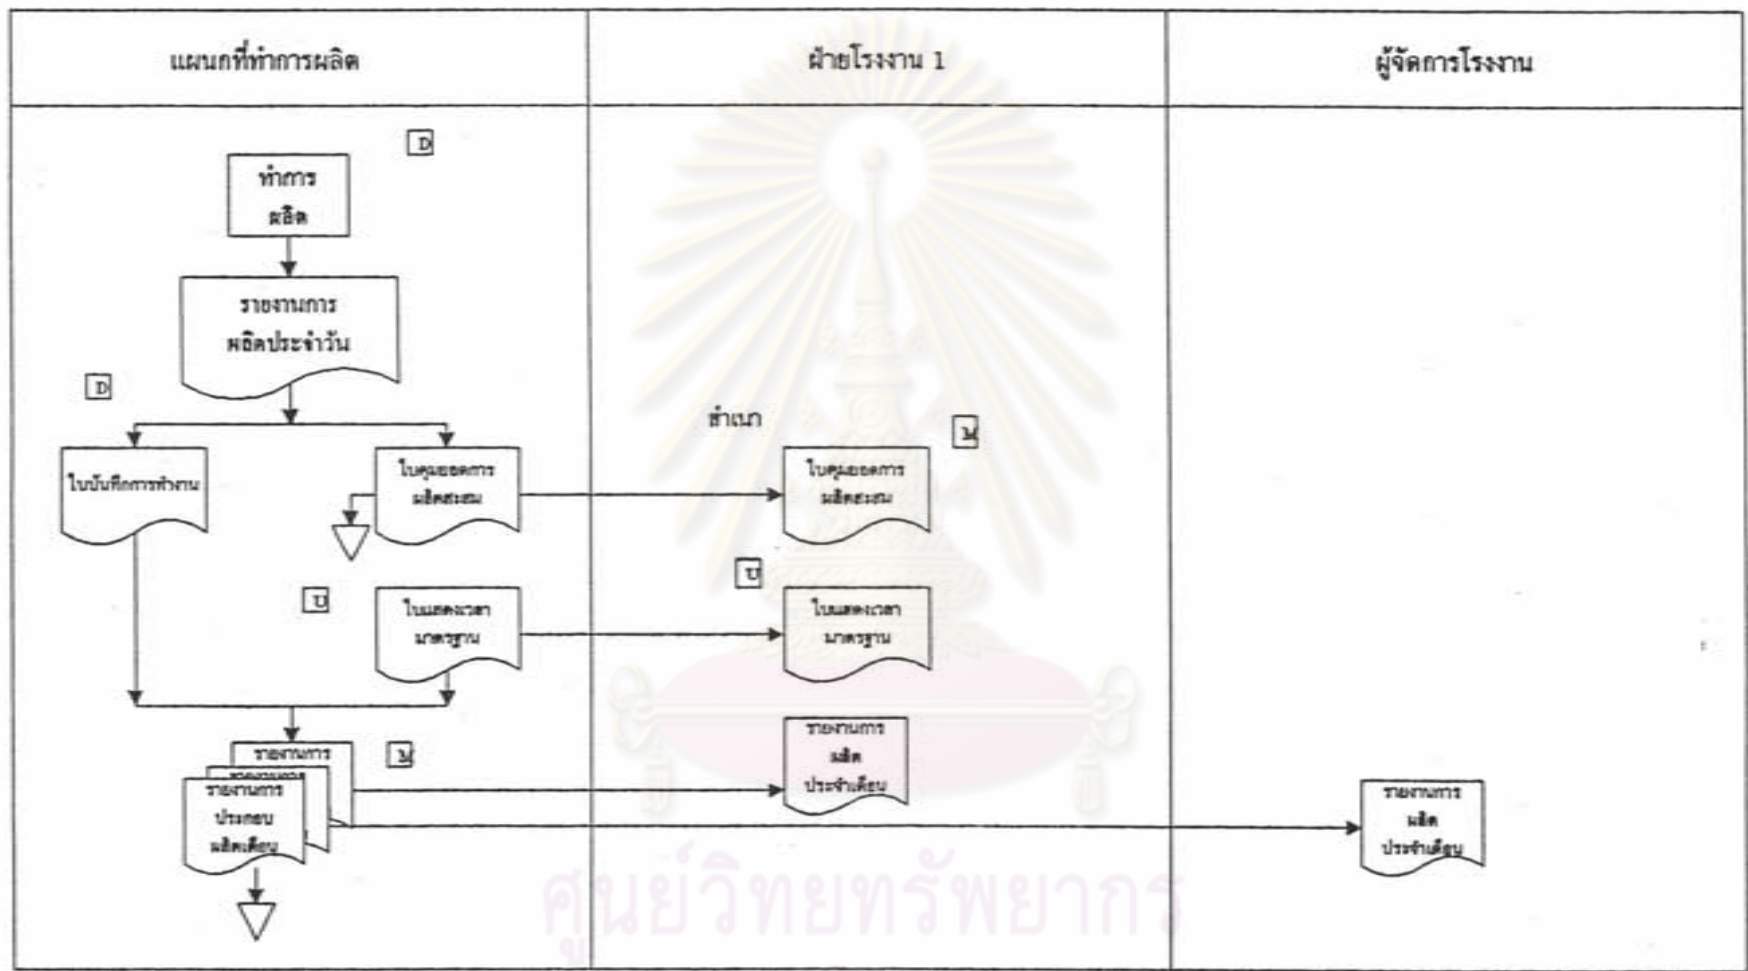 แผนกที่ทำการผลิต
ฝ่ายโรงงาน 1
ผู้จัดการโรงงาน
D
ทำการ
ผลิต
รายงานการ
ผลิตประจำวัน
D
สำเนา
M
ใบบันทึกการทำงาน
ใบคุมยอดการ
ผลิตสะสม
ใบคุมยอดการ
ผลิตสะสม
U
U
ใบแสดงเวลา
มาตรฐาน
ใบแสดงเวลา
มาตรฐาน
รายงานการ
M
รายงานการ
รายงานการ
ประกอบ
ผลิตเดือน
รายงานการ
ผลิต
ประจำเดือน
รายงานการ
ผลิต
ประจำเดือน
ศูนย์วิทยทรัพยากร